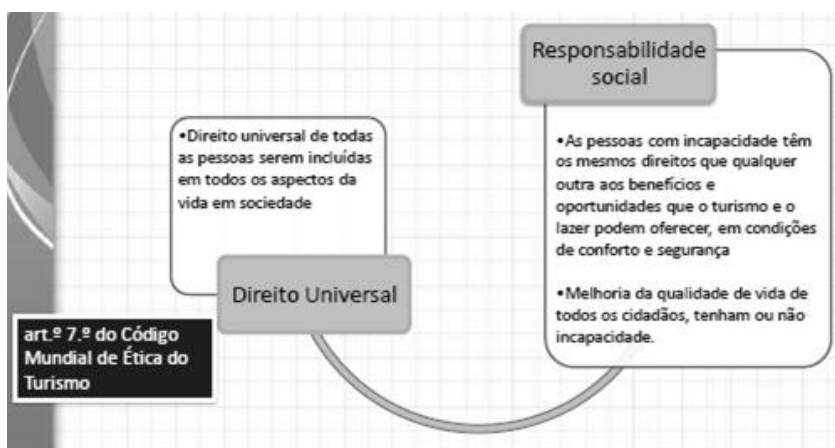 Responsabilidade
social
•Direito universal de todas
as pessoas serem incluídas
em todos os aspectos da
vida em sociedade
•As pessoas com incapacidade têm
os mesmos direitos que qualquer
outra aos benefícios e
oportunidades que o turismo e o
lazer podem oferecer, em condições
de conforto e segurança
•Melhoria da qualidade de vida de
todos os cidadãos, tenham ou não
incapacidade.
Direito Universal
art.º 7.º do Código
Mundial de Ética do
Turismo